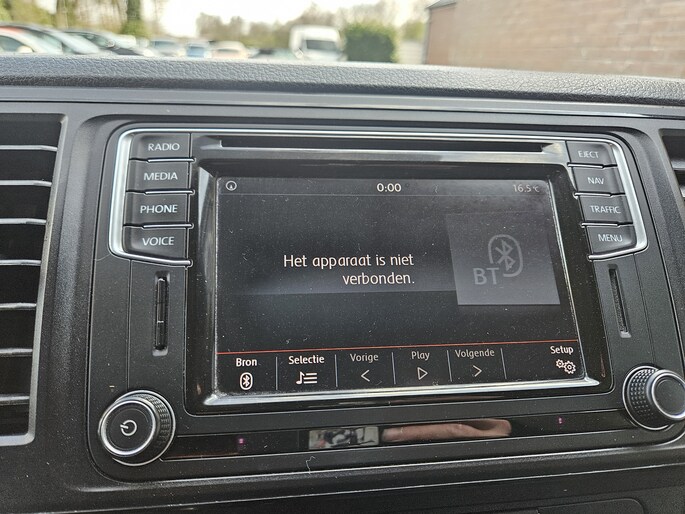 RADIO
MEDIA
PHONE
VOICE
EJECT
NAV
TRAFFIC
MENU
0:00
16.5°C
Het apparaat is niet
verbonden.
BT
Bron
Selectie
Vorige
Play
Volgende
Setup